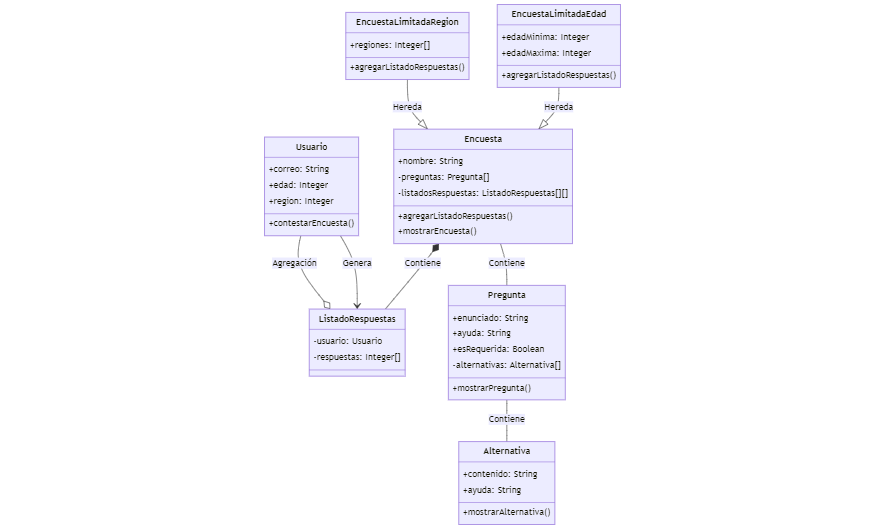 EncuestaLimitadaRegion
+regiones: Integer[]
+agregarListadoRespuestas()
EncuestaLimitadaEdad
+edadMinima: Integer
+edadMaxima: Integer
+agregarListadoRespuestas()
Hereda
Hereda
Usuario
+correo: String
+edad: Integer
+region: Integer
+contestarEncuesta()
Encuesta
+nombre: String
-preguntas: Pregunta[]
-listadosRespuestas: ListadoRespuestas[][]
+agregarListadoRespuestas()
+mostrarEncuesta()
Agregación
Genera
Contiene
Contiene
ListadoRespuestas
-usuario: Usuario
-respuestas: Integer[]
Pregunta
+enunciado: String
+ayuda: String
+esRequerida: Boolean
-alternativas: Alternativa[]
+mostrarPregunta()
Contiene
Alternativa
+contenido: String
+ayuda: String
+mostrarAlternativa()